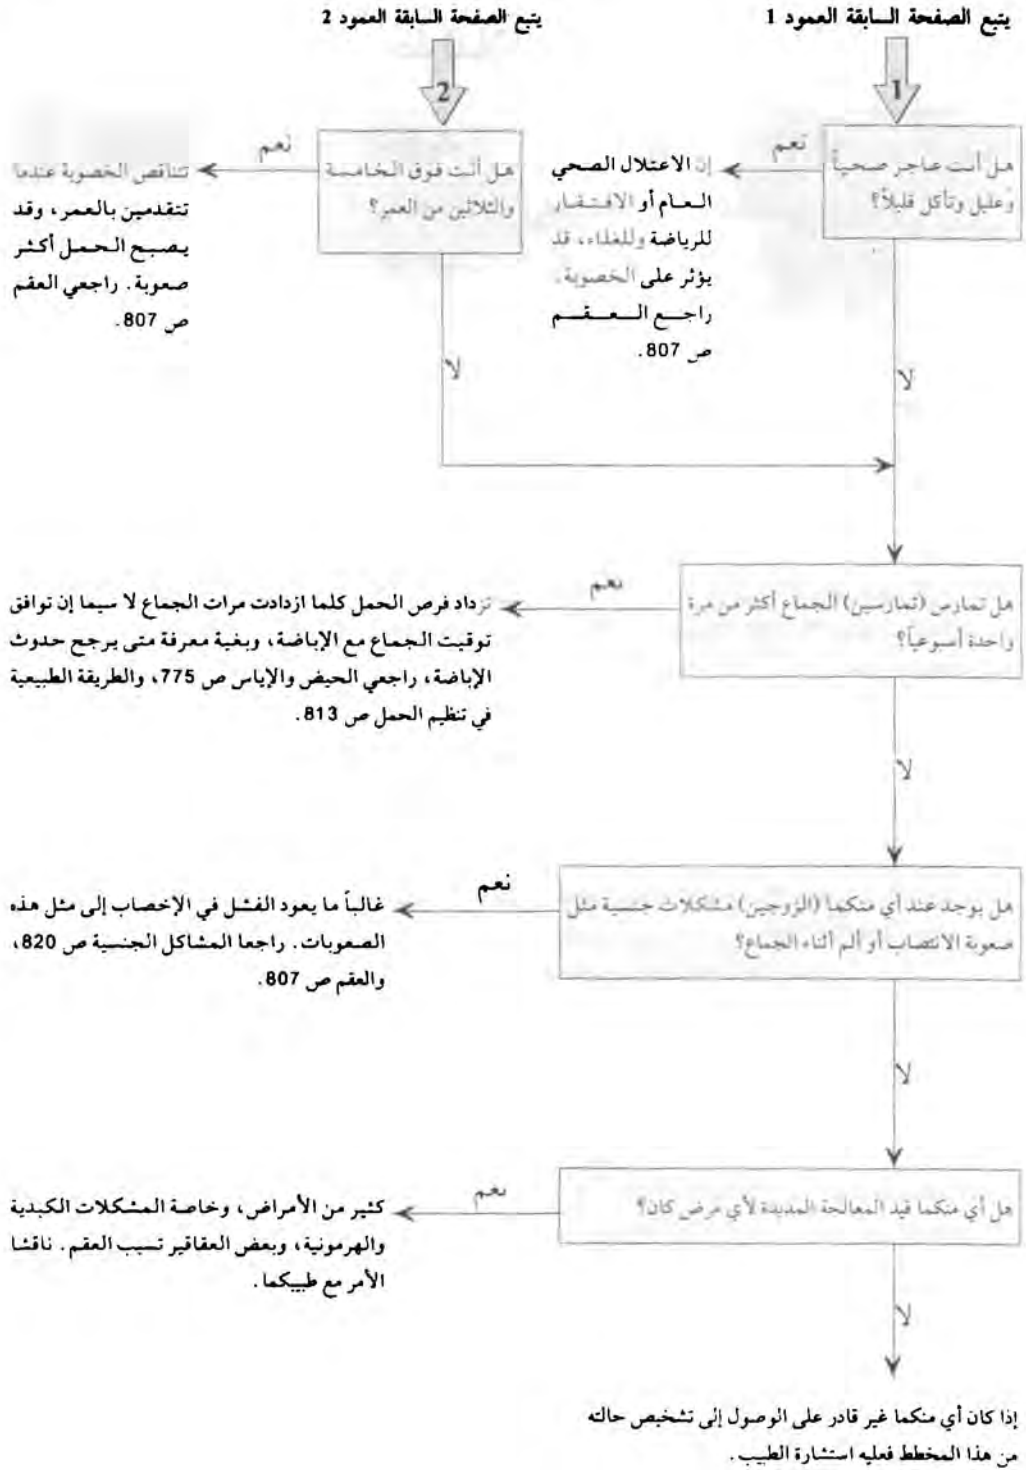 يتبع الصفحة السابقة العمود 1
1
هل أنت عاجز صحياً
وعليل وتأكل قليلاً؟
نعم
إن الاعتلال الصحي
العام أو الافتقار
للرياضة وللغذاء، قد
يؤثر على الخصوبة.
راجع العقم
ص 807.
لا
يتبع الصفحة السابقة العمود 2
2
هل أنت فوق الخامسة
والثلاثين من العمر؟
نعم
تتناقص الخصوبة عندما
تتقدمين بالعمر، وقد
يصبح الحمل أكثر
صعوبة. راجعي العقم
ص 807.
لا
هل تمارس (تمارسين) الجماع أكثر من مرة
واحدة أسبوعياً؟
نعم
تزداد فرص الحمل كلما ازدادت مرات الجماع لا سيما إن توافق
توقيت الجماع مع الإباضة، وبغية معرفة متى يرجح حدوث
الإباضة، راجعي الحيض والإياس ص 775، والطريقة الطبيعية
في تنظيم الحمل ص 813.
لا
هل يوجد عند أي منكما (الزوجين) مشكلات جنسية مثل
صعوبة الانتصاب أو ألم أثناء الجماع؟
نعم
غالباً ما يعود الفشل في الإخصاب إلى مثل هذه
الصعوبات. راجعا المشاكل الجنسية ص 820،
والعقم ص 807.
لا
هل أي منكما قيد المعالجة المديدة لأي مرض كان؟
نعم
كثير من الأمراض، وخاصة المشكلات الكبدية
والهرمونية، وبعض العقاقير تسبب العقم. ناقشا
الأمر مع طبيبكما.
لا
إذا كان أي منكما غير قادر على الوصول إلى تشخيص حالته
من هذا المخطط فعليه استشارة الطبيب.